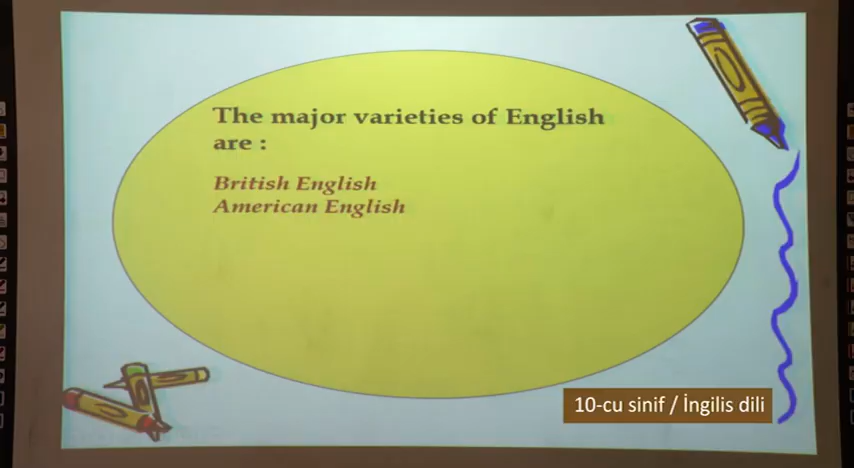 The major varieties of English
are :
British English
American English
10-cu sinif / İngilis dili